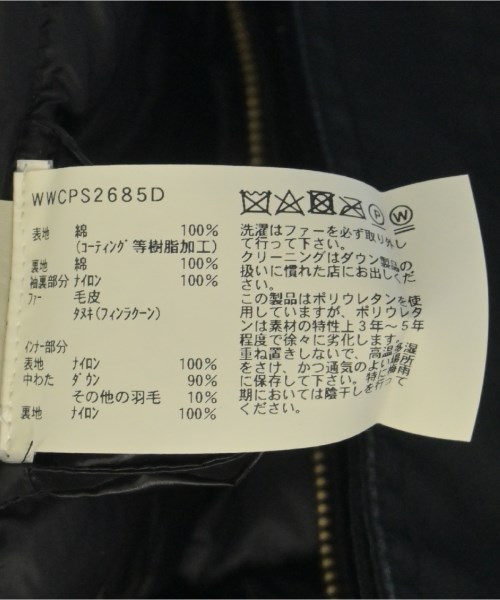 WWCPS2685D
表地 綿 100%
(コーティング等樹脂加工)
裏地 綿 100%
袖裏部分 ナイロン 100%
ファー 毛皮
タヌキ(フィンラクーン)
インナー部分
表地 ナイロン 100%
中わた ダウン 90%
その他の羽毛 10%
裏地 ナイロン 100%
P W
洗濯はファーを必ず取り外し
て行って下さい。
クリーニングはダウン製品の
扱いに慣れた店にお出しくだ
さい。
この製品はポリウレタンを使
用していますが、ポリウレタ
ンは素材の特性上3年~5年
程度で徐々に劣化します。
重ね置きしないで、高温多湿所
をさけ、かつ通気のよい場所
に保存して下さい。特に梅雨
期においては陰干しを行って
ください。